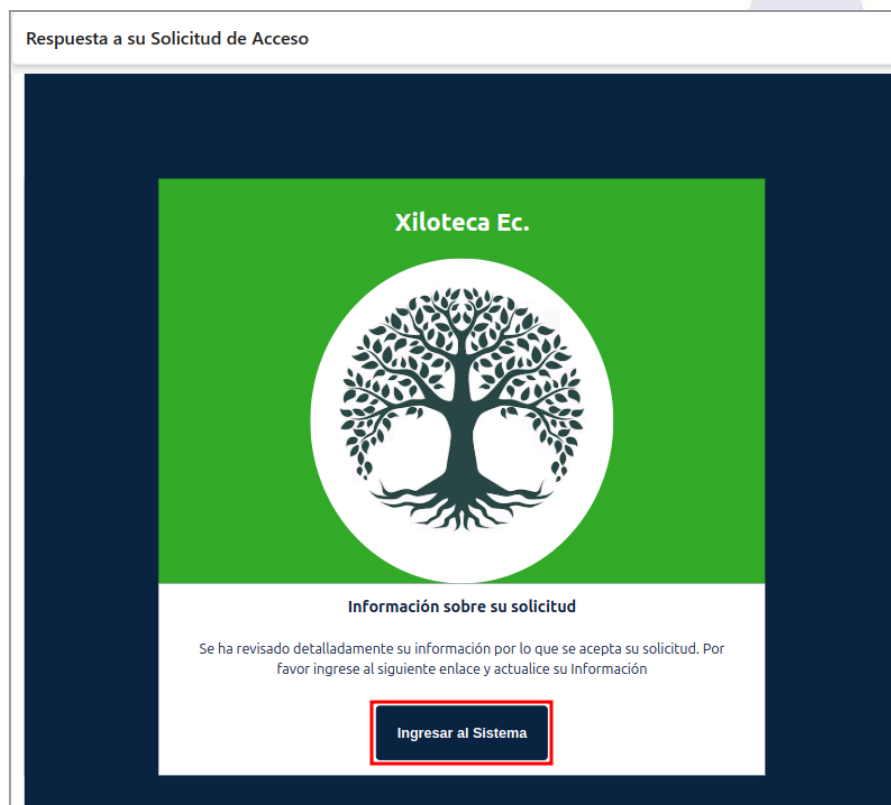 Respuesta a su Solicitud de Acceso
Xiloteca Ec.
Información sobre su solicitud
Se ha revisado detalladamente su información por lo que se acepta su solicitud. Por
favor ingrese al siguiente enlace y actualice su Información
Ingresar al Sistema